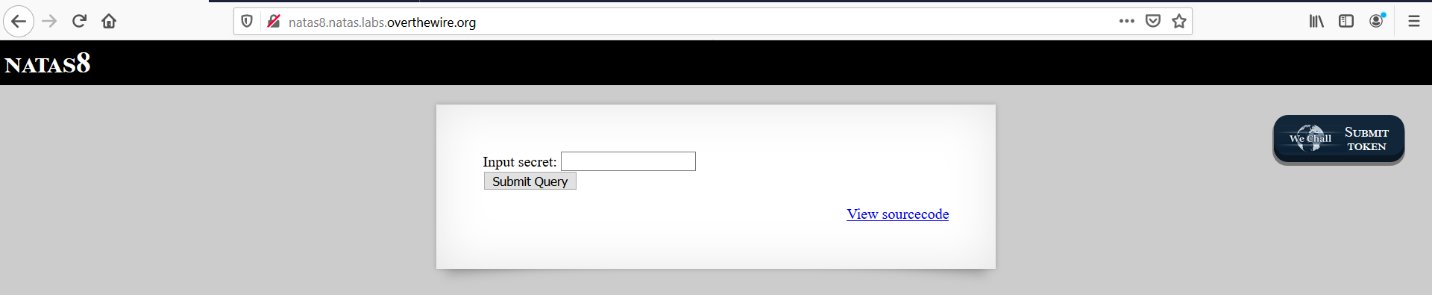 natas8.natas.labs.overthewire.org
NATAS8
Input secret:
Submit Query
View sourcecode
We Chall SUBMIT
TOKEN